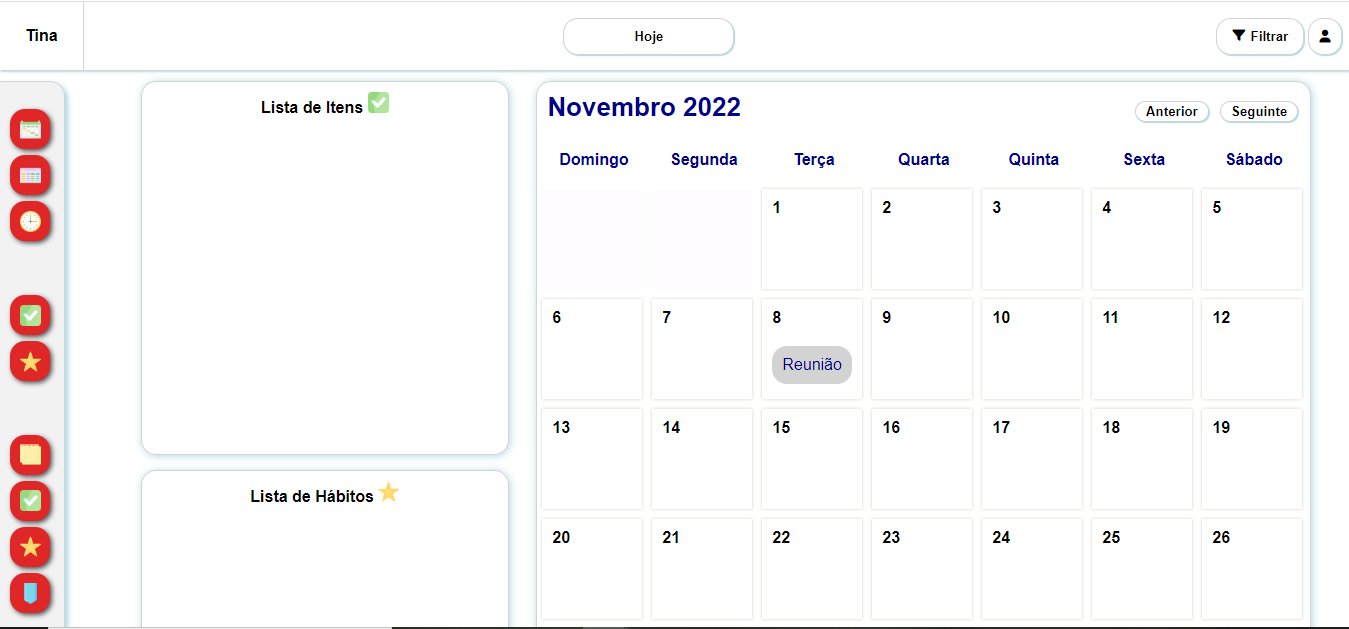 Tina
Hoje
Filtrar
Lista de Itens
Lista de Hábitos
Novembro 2022
Anterior Seguinte
Domingo Segunda Terça Quarta Quinta Sexta Sábado
1 2 3 4 5
6 7 8 9 10 11 12
Reunião
13 14 15 16 17 18 19
20 21 22 23 24 25 26